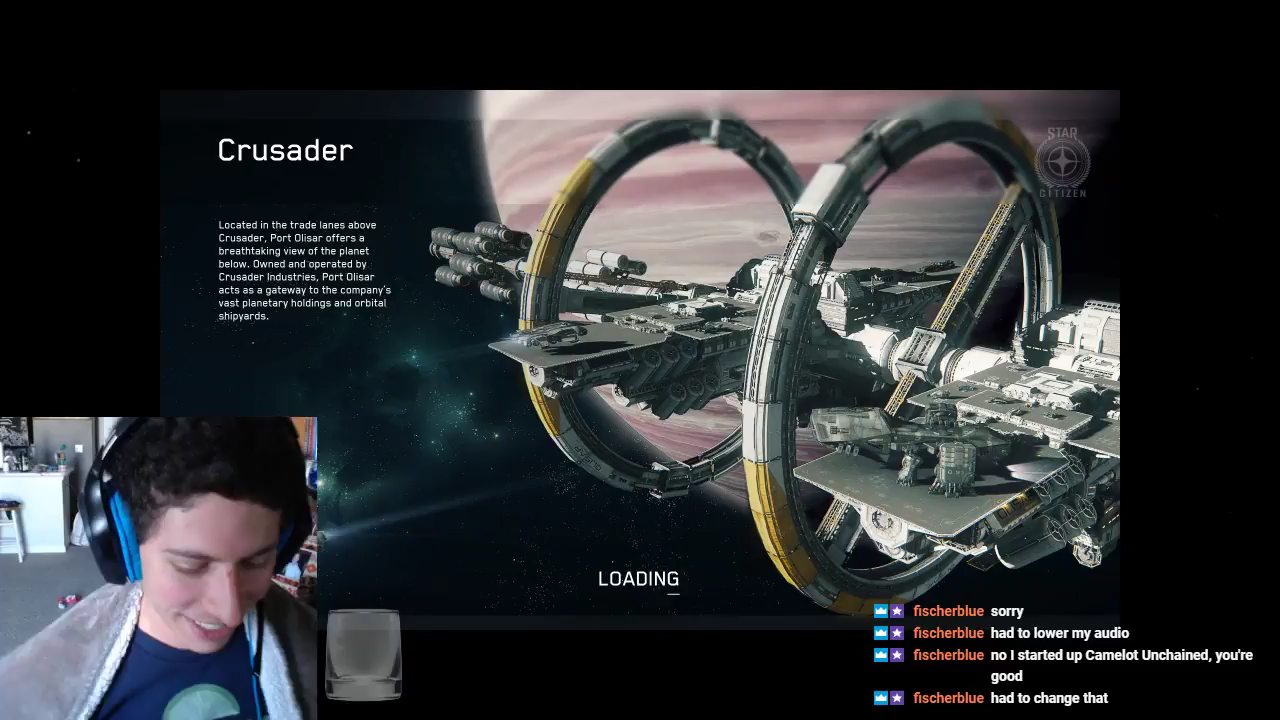 Crusader
STAR
CITIZEN
Located in the trade lanes above
Crusader, Port Olisar offers a
breathtaking view of the planet
below. Owned and operated by
Crusader Industries, Port Olisar
acts as a gateway to the company's
vast planetary holdings and orbital
shipyards.
LOADING
fischerblue sorry
fischerblue had to lower my audio
fischerblue no I started up Camelot Unchained, you're
good
fischerblue had to change that